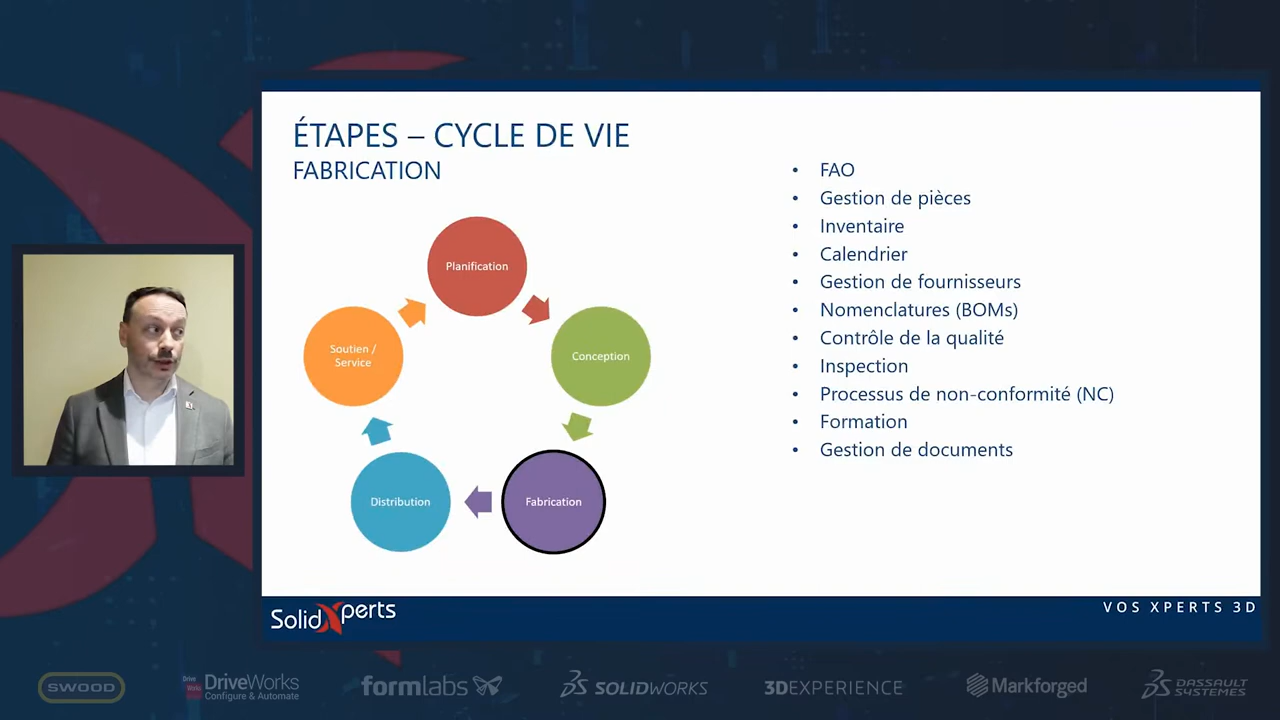 ÉTAPES – CYCLE DE VIE
FABRICATION
Planification
Conception
Fabrication
Distribution
Soutien /
Service
• FAO
• Gestion de pièces
• Inventaire
• Calendrier
• Gestion de fournisseurs
• Nomenclatures (BOMs)
• Contrôle de la qualité
• Inspection
• Processus de non-conformité (NC)
• Formation
• Gestion de documents
SolidXperts
VOS XPERTS 3D
SWOOD
Drive
Works
DriveWorks
Configure & Automate
formlabs
SOLIDWORKS
3DEXPERIENCE
Markforged
DASSAULT
SYSTEMES